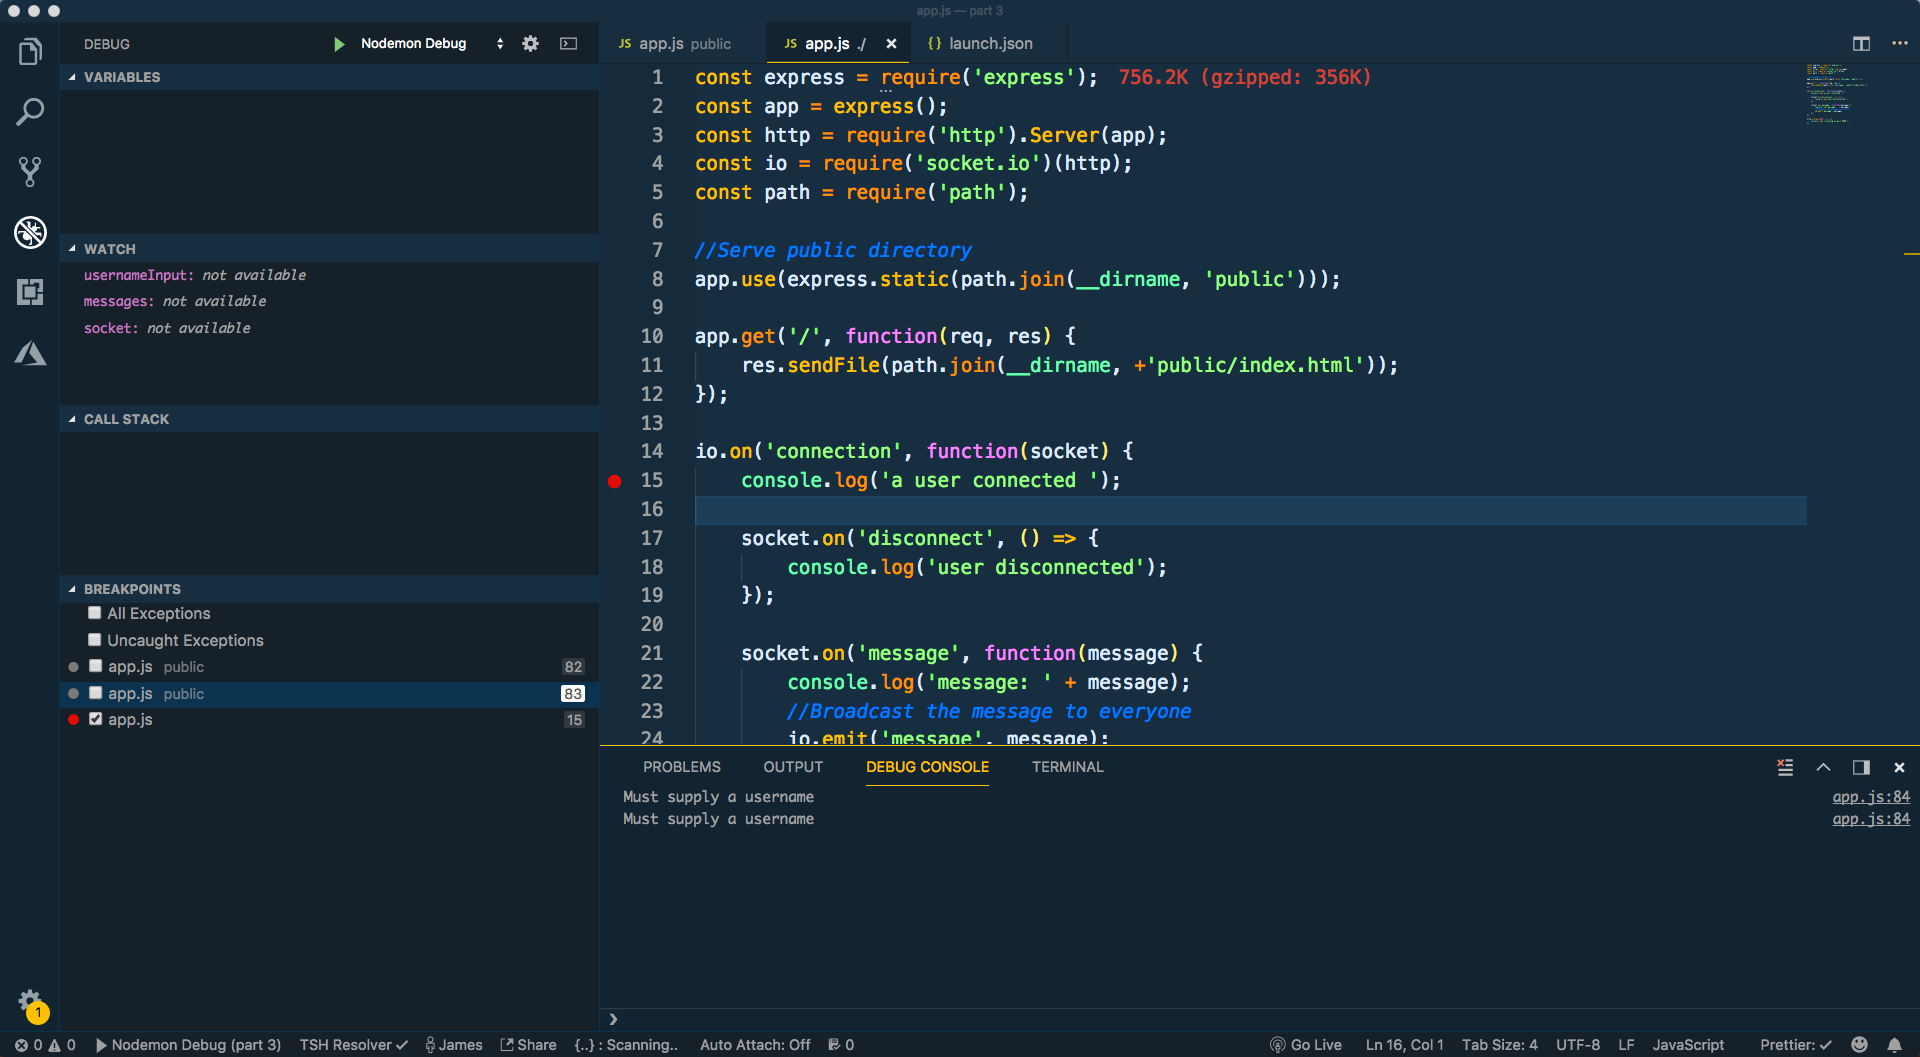 app.js — part 3
DEBUG
Nodemon Debug
VARIABLES
WATCH
usernameInput: not available
messages: not available
socket: not available
CALL STACK
BREAKPOINTS
All Exceptions
Uncaught Exceptions
app.js public 82
app.js public 83
app.js 15
1
JS app.js public
JS app.js ./ ×
{} launch.json
1 const express = require('express'); 756.2K (gzipped: 356K)
2 const app = express();
3 const http = require('http').Server(app);
4 const io = require('socket.io')(http);
5 const path = require('path');
6
7 //Serve public directory
8 app.use(express.static(path.join(__dirname, 'public')));
9
10 app.get('/', function(req, res) {
11 res.sendFile(path.join(__dirname, +'public/index.html'));
12 });
13
14 io.on('connection', function(socket) {
15 console.log('a user connected ');
16
17 socket.on('disconnect', () => {
18 console.log('user disconnected');
19 });
20
21 socket.on('message', function(message) {
22 console.log('message: ' + message);
23 //Broadcast the message to everyone
24 io.emit('message', message);
PROBLEMS OUTPUT DEBUG CONSOLE TERMINAL
Must supply a username app.js:84
Must supply a username app.js:84
0 0 Nodemon Debug (part 3) TSH Resolver ✓ James Share {..} : Scanning.. Auto Attach: Off 0 Go Live Ln 16, Col 1 Tab Size: 4 UTF-8 LF JavaScript Prettier: ✓